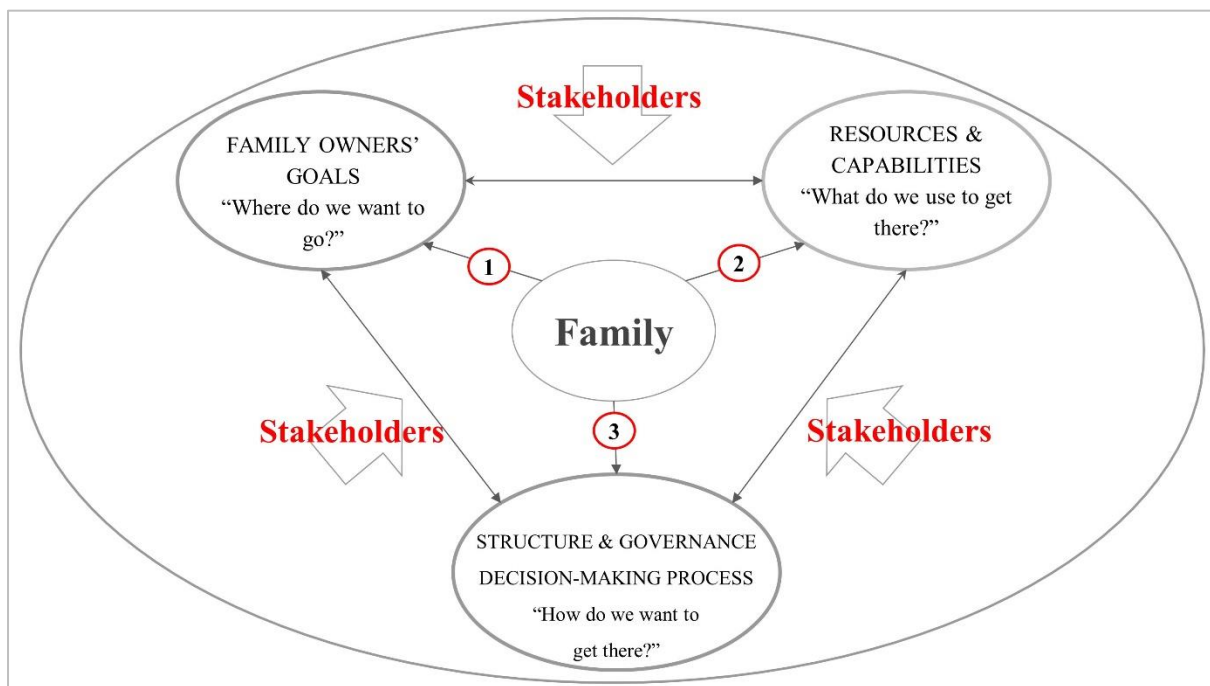 Stakeholders
FAMILY OWNERS’
GOALS
“Where do we want to
go?”
RESOURCES &
CAPABILITIES
“What do we use to get
there?”
1
2
Family
3
Stakeholders
Stakeholders
STRUCTURE & GOVERNANCE
DECISION-MAKING PROCESS
“How do we want to
get there?”